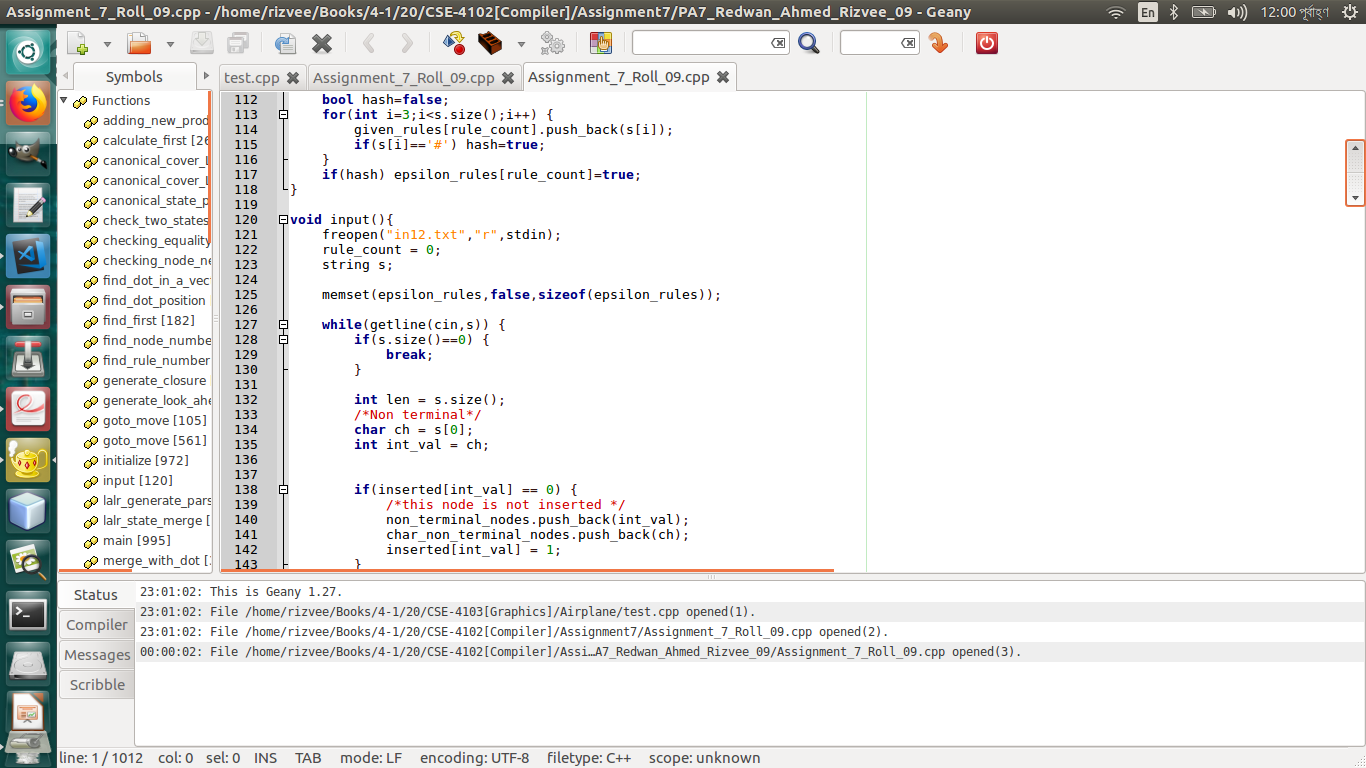 Assignment_7_Roll_09.cpp - /home/rizvee/Books/4-1/20/CSE-4102[Compiler]/Assignment7/PA7_Redwan_Ahmed_Rizvee_09 - Geany
En
12:00 পূর্বাহ্ণ
Symbols
test.cpp
Assignment_7_Roll_09.cpp
Assignment_7_Roll_09.cpp
Functions
adding_new_prod
calculate_first [26
canonical_cover_L
canonical_cover_L
canonical_state_p
check_two_states
checking_equality
checking_node_ne
find_dot_in_a_vec
find_dot_position
find_first [182]
find_node_numbe
find_rule_number
generate_closure
generate_look_ahe
goto_move [105]
goto_move [561]
initialize [972]
input [120]
lalr_generate_pars
lalr_state_merge [
main [995]
merge_with_dot [
112 bool hash=false;
113 for(int i=3;i<s.size();i++) {
114 given_rules[rule_count].push_back(s[i]);
115 if(s[i]=='#') hash=true;
116 }
117 if(hash) epsilon_rules[rule_count]=true;
118 }
119
120 void input(){
121 freopen("in12.txt","r",stdin);
122 rule_count = 0;
123 string s;
124
125 memset(epsilon_rules,false,sizeof(epsilon_rules));
126
127 while(getline(cin,s)) {
128 if(s.size()==0) {
129 break;
130 }
131
132 int len = s.size();
133 /*Non terminal*/
134 char ch = s[0];
135 int int_val = ch;
136
137
138 if(inserted[int_val] == 0) {
139 /*this node is not inserted */
140 non_terminal_nodes.push_back(int_val);
141 char_non_terminal_nodes.push_back(ch);
142 inserted[int_val] = 1;
143 }
Status
Compiler
Messages
Scribble
23:01:02: This is Geany 1.27.
23:01:02: File /home/rizvee/Books/4-1/20/CSE-4103[Graphics]/Airplane/test.cpp opened(1).
23:01:02: File /home/rizvee/Books/4-1/20/CSE-4102[Compiler]/Assignment7/Assignment_7_Roll_09.cpp opened(2).
00:00:02: File /home/rizvee/Books/4-1/20/CSE-4102[Compiler]/Assi…A7_Redwan_Ahmed_Rizvee_09/Assignment_7_Roll_09.cpp opened(3).
line: 1 / 1012 col: 0 sel: 0 INS TAB mode: LF encoding: UTF-8 filetype: C++ scope: unknown